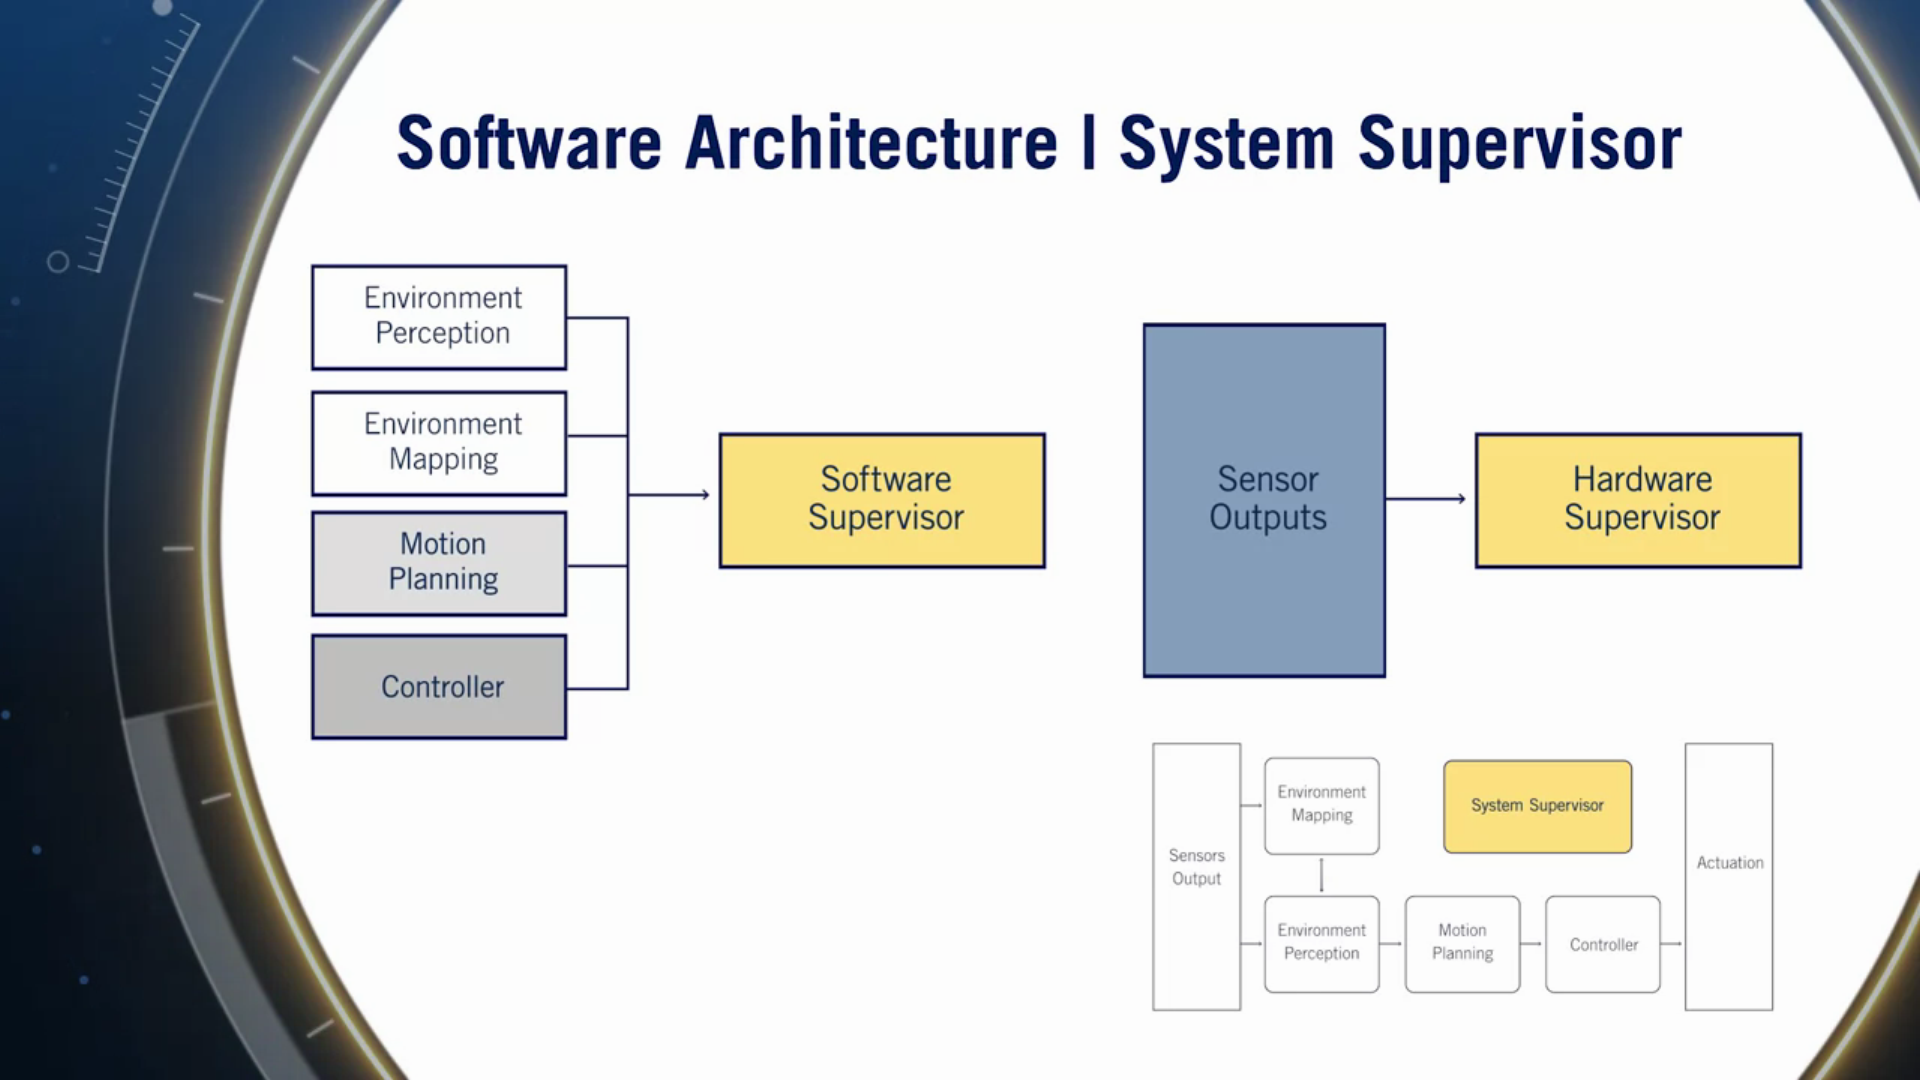 Software Architecture | System Supervisor
Environment
Perception
Environment
Mapping
Motion
Planning
Controller
Software
Supervisor
Sensor
Outputs
Hardware
Supervisor
Sensors
Output
Environment
Mapping
System Supervisor
Environment
Perception
Motion
Planning
Controller
Actuation